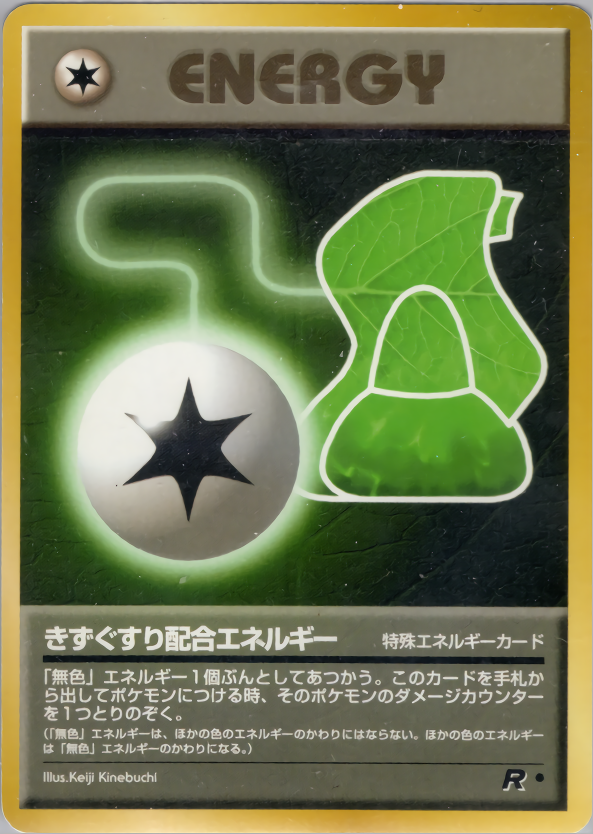 ENERGY
きずぐすり配合エネルギー 特殊エネルギーカード
「無色」エネルギー1個ぶんとしてあつかう。このカードを手札か
ら出してポケモンにつける時、そのポケモンのダメージカウンター
を1つとりのぞく。
(「無色」エネルギーは、ほかの色のエネルギーのかわりにはならない。ほかの色のエネルギー
は「無色」エネルギーのかわりになる。)
Illus.Keiji Kinebuchi
R ●